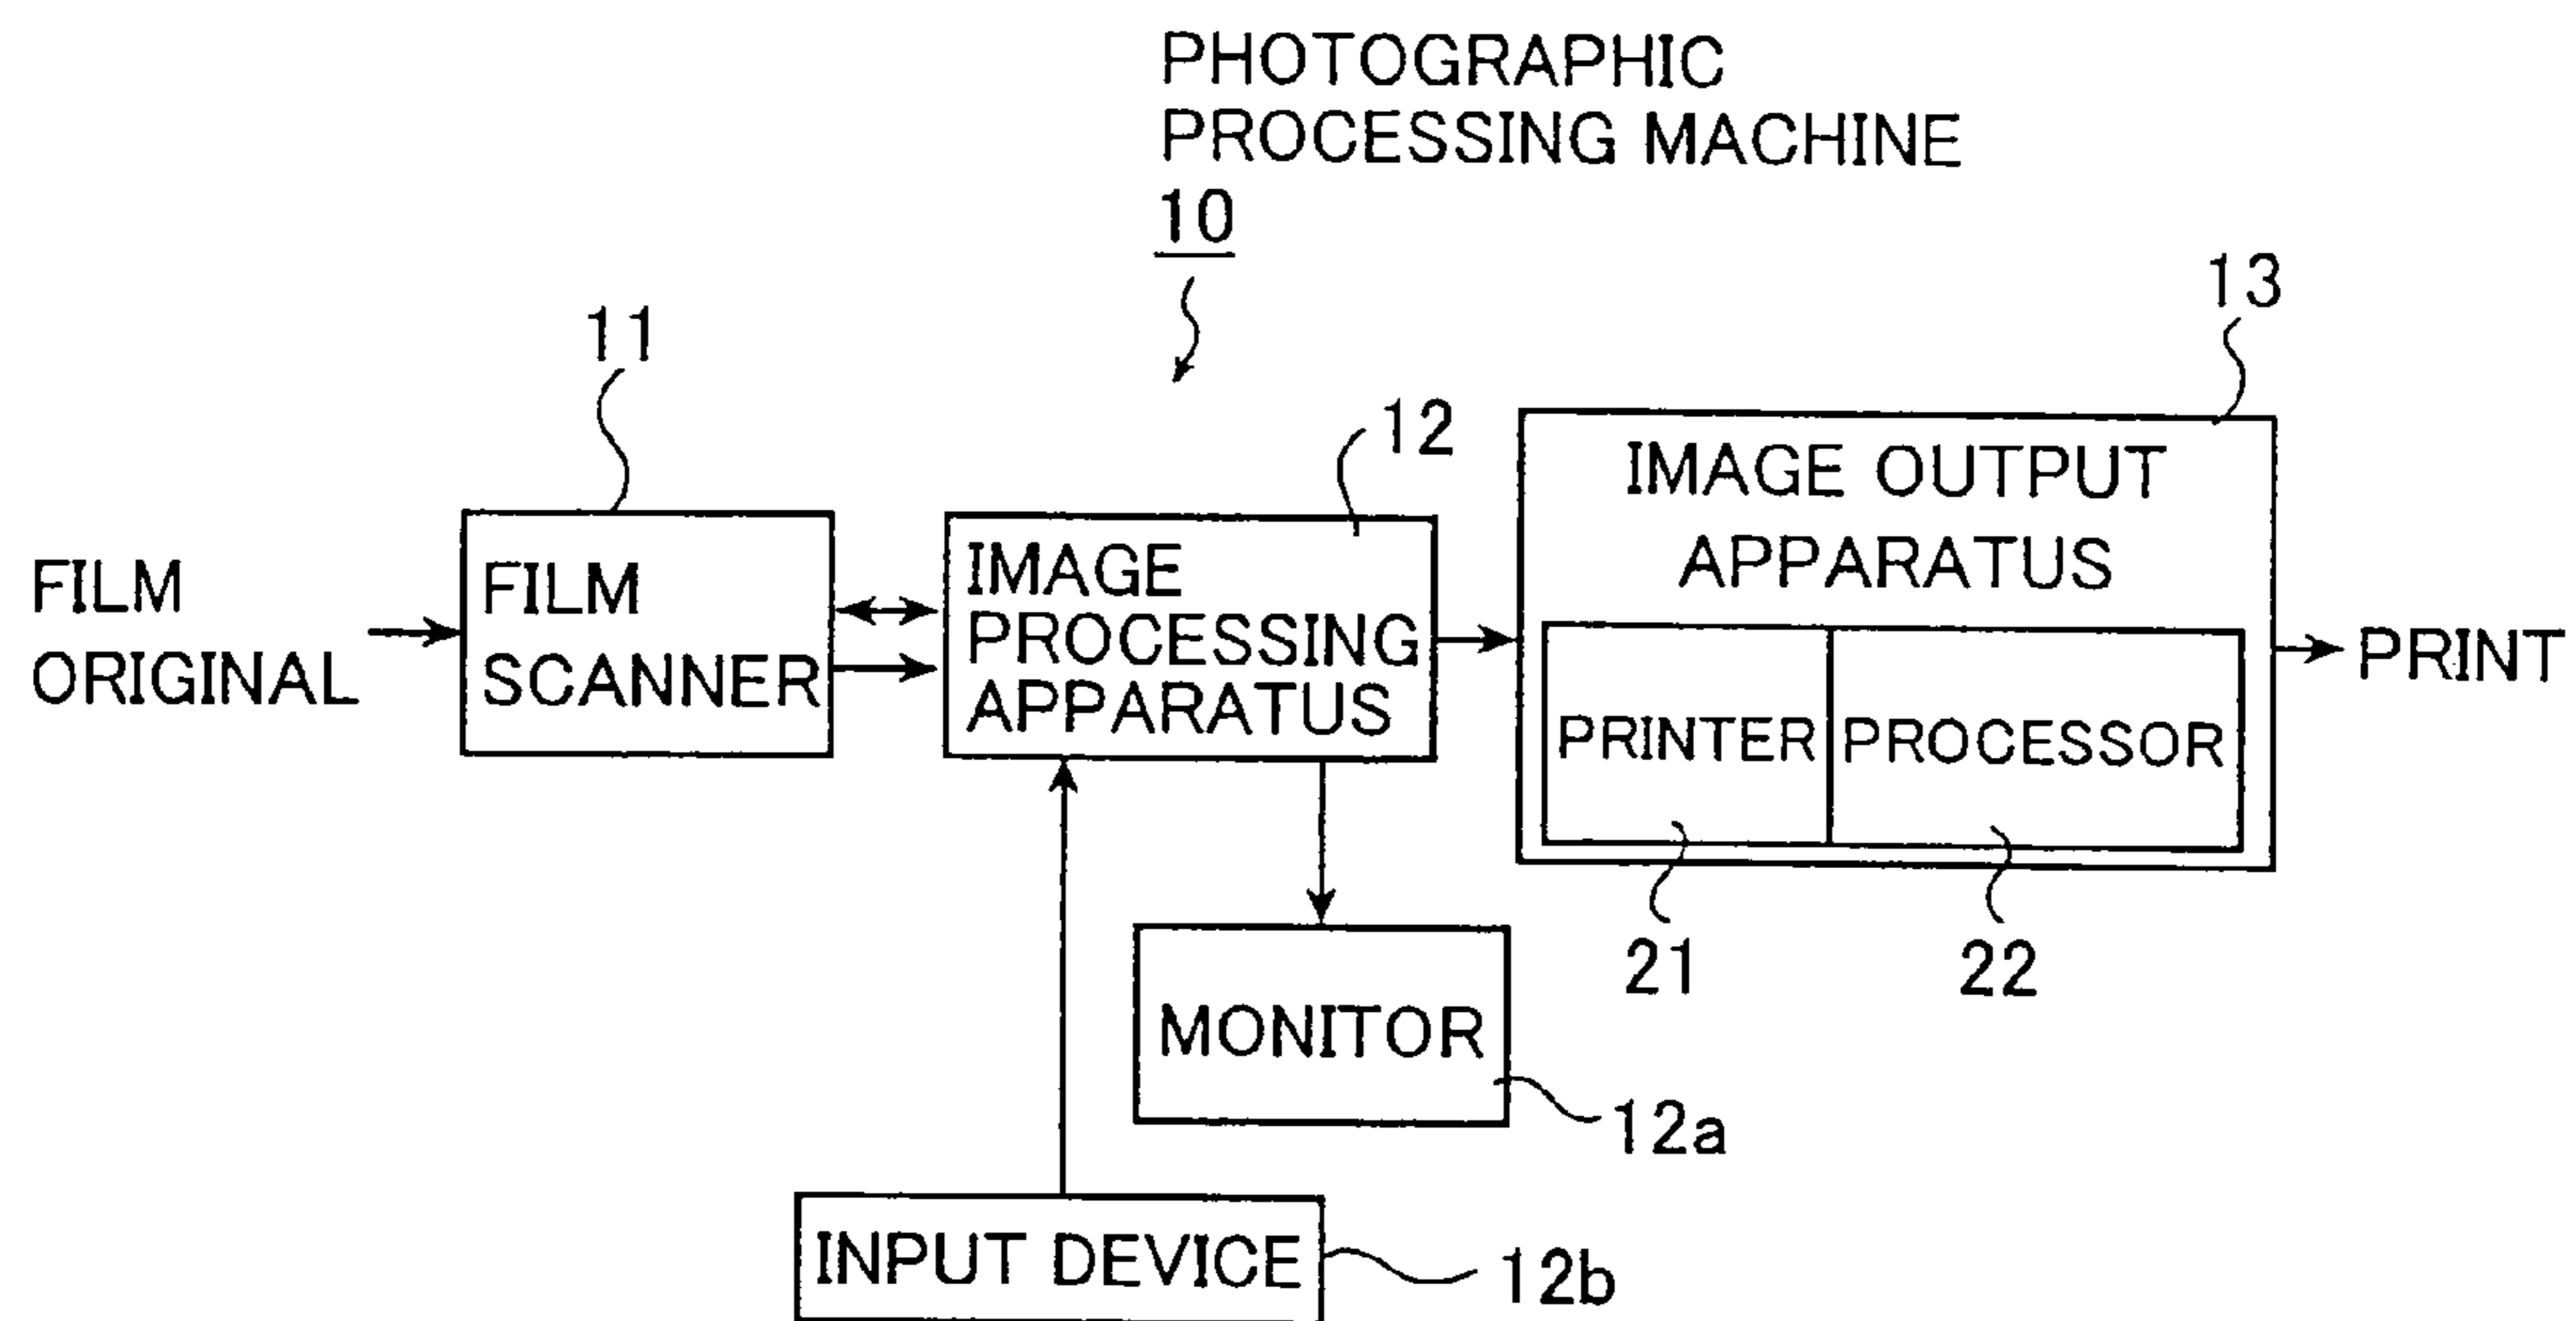 PHOTOGRAPHIC
PROCESSING MACHINE
10
11
12
13
FILM
ORIGINAL
FILM
SCANNER
IMAGE
PROCESSING
APPARATUS
IMAGE OUTPUT
APPARATUS
PRINTER
PROCESSOR
PRINT
21
22
MONITOR
12a
INPUT DEVICE
12b